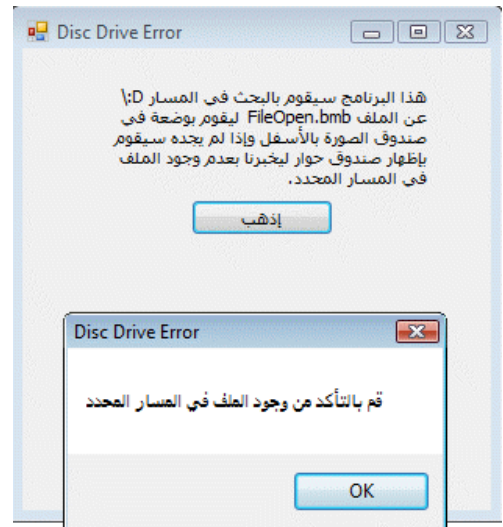 Disc Drive Error
هذا البرنامج سيقوم بالبحث في المسار D:\
عن الملف FileOpen.bmb ليقوم بوضعة في
صندوق الصورة بالأسفل وإذا لم يجده سيقوم
بإظهار صندوق حوار ليخبرنا بعدم وجود الملف
في المسار المحدد.
إذهب
Disc Drive Error
قم بالتأكد من وجود الملف في المسار المحدد
OK